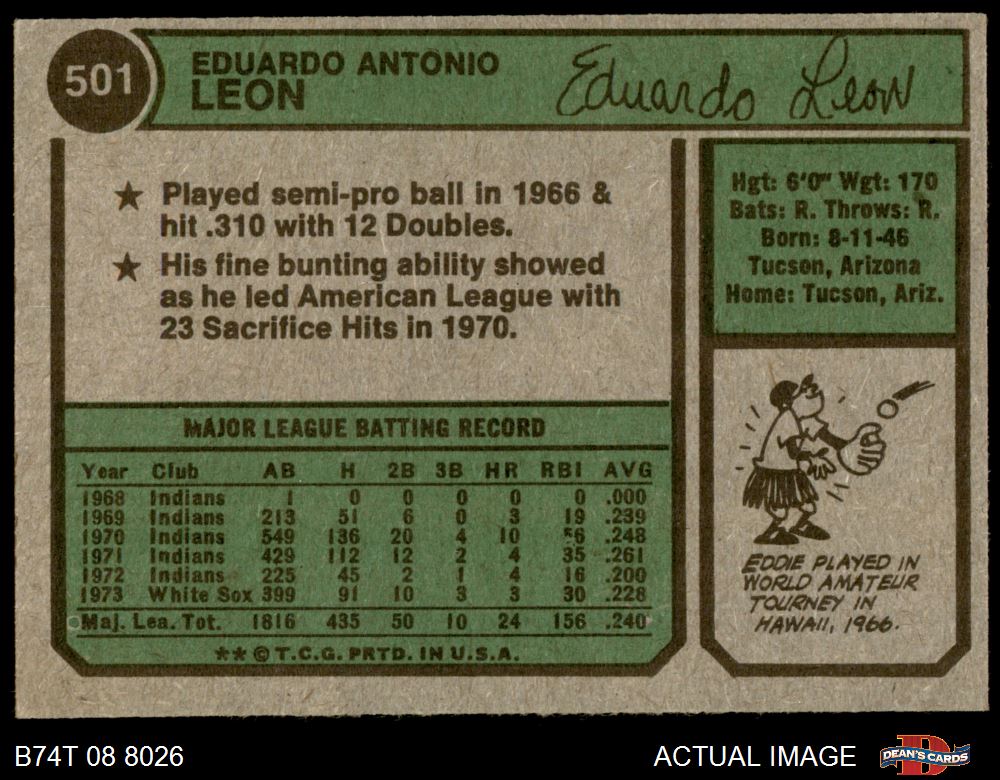 501
EDUARDO ANTONIO
LEON
Eduardo Leon
★ Played semi-pro ball in 1966 &
hit .310 with 12 Doubles.
★ His fine bunting ability showed
as he led American League with
23 Sacrifice Hits in 1970.
Hgt: 6'0" Wgt: 170
Bats: R. Throws: R.
Born: 8-11-46
Tucson, Arizona
Home: Tucson, Ariz.
MAJOR LEAGUE BATTING RECORD
Year Club AB H 2B 3B HR RBI AVG
1968 Indians 1 0 0 0 0 0 .000
1969 Indians 213 51 6 0 3 19 .239
1970 Indians 549 136 20 4 10 56 .248
1971 Indians 429 112 12 2 4 35 .261
1972 Indians 225 45 2 1 4 16 .200
1973 White Sox 399 91 10 3 3 30 .228
Maj. Lea. Tot. 1816 435 50 10 24 156 .240
** © T.C.G. PRTD. IN U.S.A.
EDDIE PLAYED IN
WORLD AMATEUR
TOURNEY IN
HAWAII, 1966.
B74T 08 8026
ACTUAL IMAGE
DEAN'S CARDS